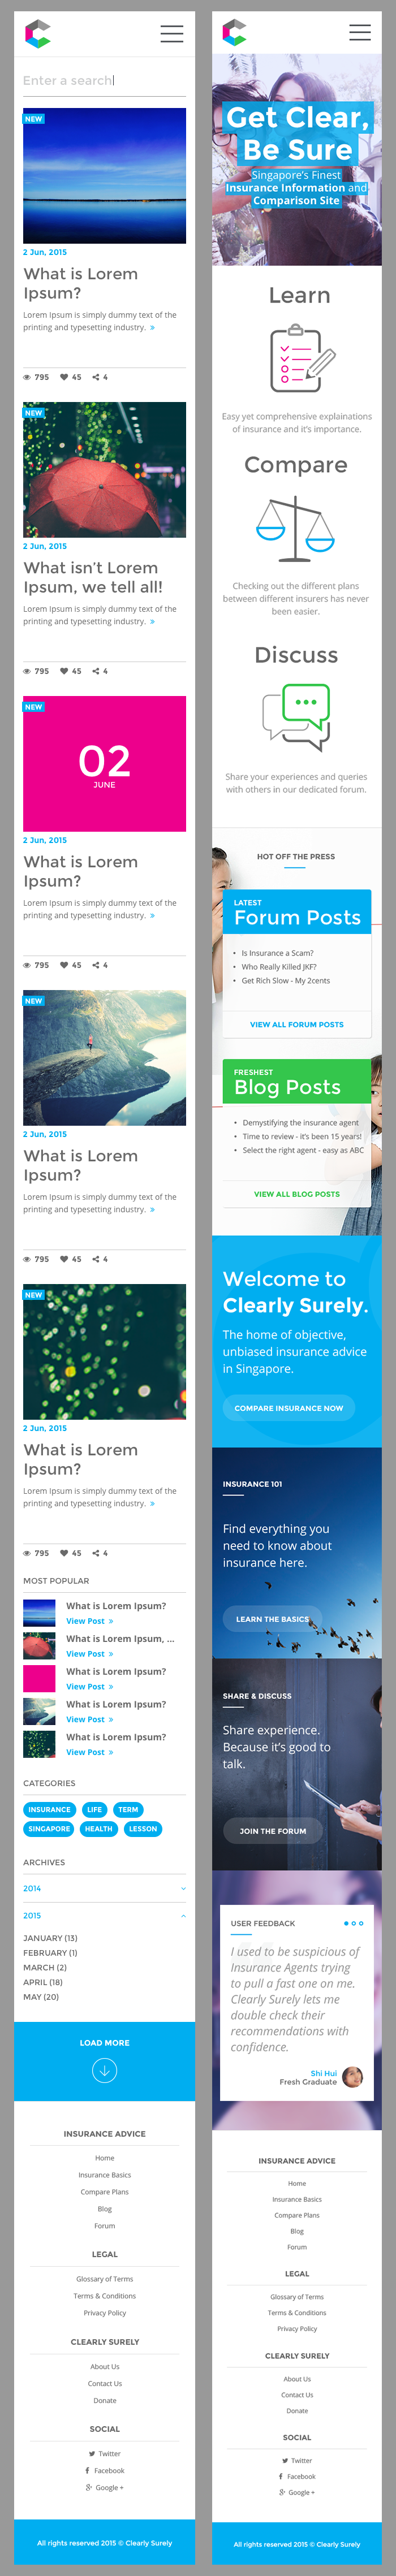 Enter a search
NEW
2 Jun, 2015
What is Lorem
Ipsum?
Lorem Ipsum is simply dummy text of the
printing and typesetting industry. »
795 45 4
NEW
2 Jun, 2015
What isn't Lorem
Ipsum, we tell all!
Lorem Ipsum is simply dummy text of the
printing and typesetting industry. »
795 45 4
NEW
02
JUNE
2 Jun, 2015
What is Lorem
Ipsum?
Lorem Ipsum is simply dummy text of the
printing and typesetting industry. »
795 45 4
NEW
2 Jun, 2015
What is Lorem
Ipsum?
Lorem Ipsum is simply dummy text of the
printing and typesetting industry. »
795 45 4
NEW
2 Jun, 2015
What is Lorem
Ipsum?
Lorem Ipsum is simply dummy text of the
printing and typesetting industry. »
795 45 4
MOST POPULAR
What is Lorem Ipsum?
View Post »
What is Lorem Ipsum, ...
View Post »
What is Lorem Ipsum?
View Post »
What is Lorem Ipsum?
View Post »
What is Lorem Ipsum?
View Post »
CATEGORIES
INSURANCE LIFE TERM
SINGAPORE HEALTH LESSON
ARCHIVES
2014
2015
JANUARY (13)
FEBRUARY (1)
MARCH (2)
APRIL (18)
MAY (20)
LOAD MORE
INSURANCE ADVICE
Home
Insurance Basics
Compare Plans
Blog
Forum
LEGAL
Glossary of Terms
Terms & Conditions
Privacy Policy
CLEARLY SURELY
About Us
Contact Us
Donate
SOCIAL
Twitter
Facebook
Google +
All rights reserved 2015 © Clearly Surely
Get Clear,
Be Sure
Singapore's Finest
Insurance Information and
Comparison Site
Learn
Easy yet comprehensive explainations
of insurance and it's importance.
Compare
Checking out the different plans
between different insurers has never
been easier.
Discuss
Share your experiences and queries
with others in our dedicated forum.
HOT OFF THE PRESS
LATEST
Forum Posts
• Is Insurance a Scam?
• Who Really Killed JKF?
• Get Rich Slow - My 2cents
VIEW ALL FORUM POSTS
FRESHEST
Blog Posts
• Demystifying the insurance agent
• Time to review - it's been 15 years!
• Select the right agent - easy as ABC
VIEW ALL BLOG POSTS
Welcome to
Clearly Surely.
The home of objective,
unbiased insurance advice
in Singapore.
COMPARE INSURANCE NOW
INSURANCE 101
Find everything you
need to know about
insurance here.
LEARN THE BASICS
SHARE & DISCUSS
Share experience.
Because it's good to
talk.
JOIN THE FORUM
USER FEEDBACK
I used to be suspicious of
Insurance Agents trying
to pull a fast one on me.
Clearly Surely lets me
double check their
recommendations with
confidence.
Shi Hui
Fresh Graduate
INSURANCE ADVICE
Home
Insurance Basics
Compare Plans
Blog
Forum
LEGAL
Glossary of Terms
Terms & Conditions
Privacy Policy
CLEARLY SURELY
About Us
Contact Us
Donate
SOCIAL
Twitter
Facebook
Google +
All rights reserved 2015 © Clearly Surely